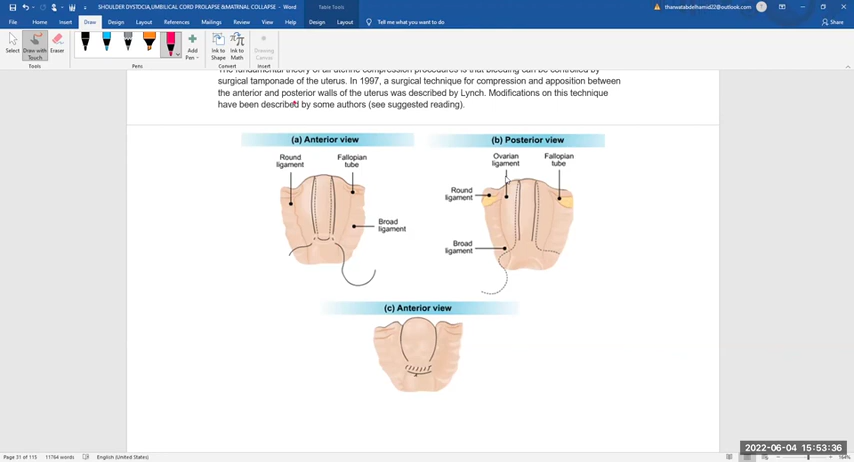 SHOULDER DYSTOCIA,UMBILICAL CORD PROLAPSE &MATERNAL COLLAPSE - Word
Table Tools
tharwatabdelhamid22@outlook.com
File Home Insert Draw Design Layout References Mailings Review View Help Design Layout Tell me what you want to do Share
Select Draw with Touch Eraser Add Pen Ink to Shape Ink to Math Drawing Canvas
Tools Pens Convert Insert
The fundamental theory of all uterine compression procedures is that bleeding can be controlled by
surgical tamponade of the uterus. In 1997, a surgical technique for compression and apposition between
the anterior and posterior walls of the uterus was described by Lynch. Modifications on this technique
have been described by some authors (see suggested reading).
(a) Anterior view
Round ligament
Fallopian tube
Broad ligament
(b) Posterior view
Ovarian ligament
Fallopian tube
Round ligament
Broad ligament
(c) Anterior view
2022-06-04 15:53:36
Page 31 of 115 11764 words English (United States) 164%